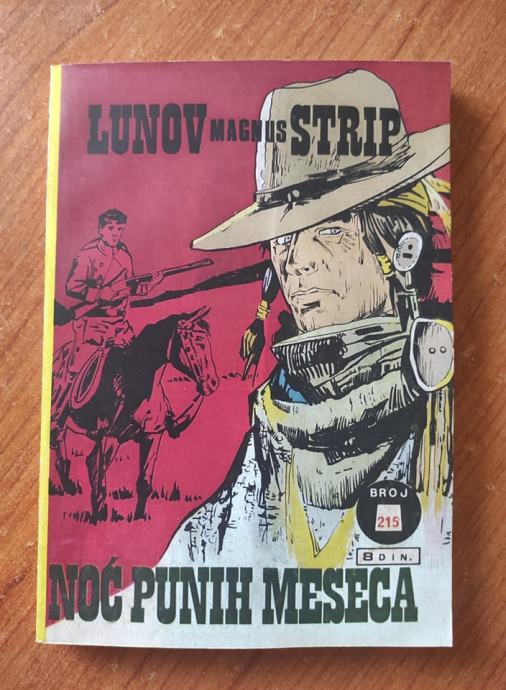 LUNOV MAGNUS STRIP
BROJ
215
8 DIN.
NOĆ PUNIH MESECA